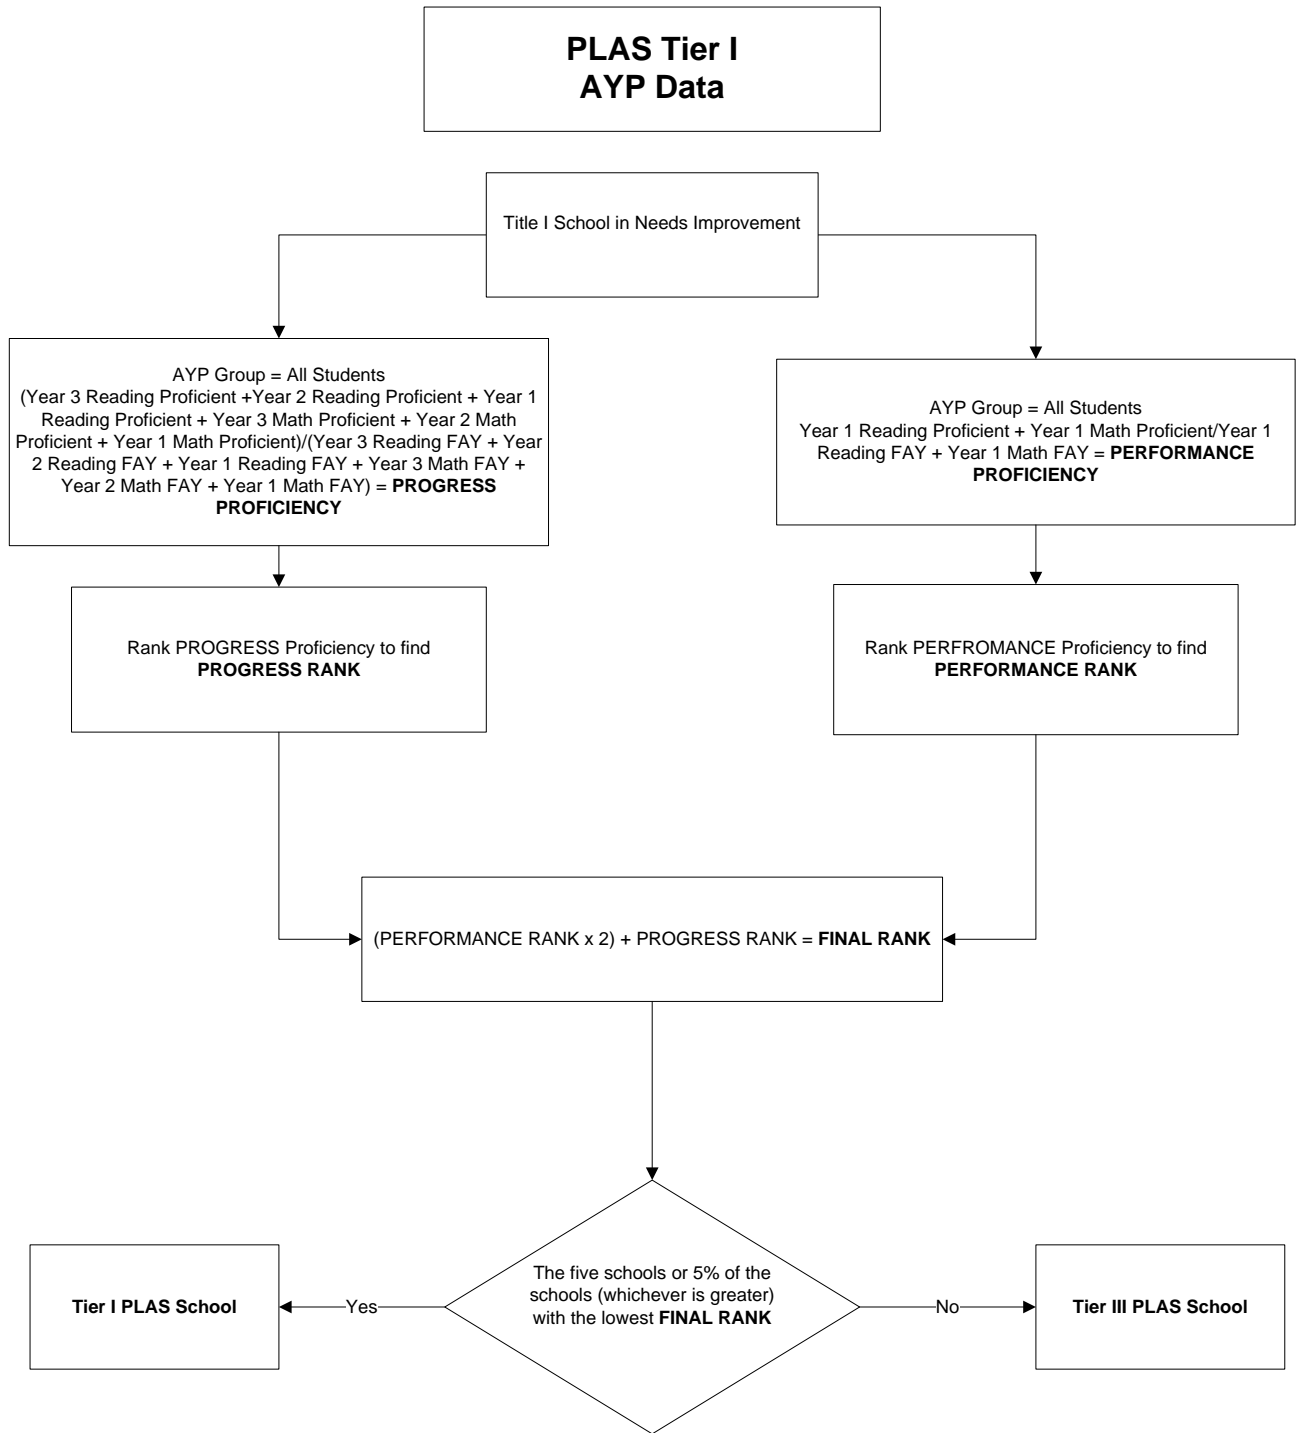 PLAS Tier I
AYP Data
Title I School in Needs Improvement
AYP Group = All Students
(Year 3 Reading Proficient +Year 2 Reading Proficient + Year 1
Reading Proficient + Year 3 Math Proficient + Year 2 Math
Proficient + Year 1 Math Proficient)/(Year 3 Reading FAY + Year
2 Reading FAY + Year 1 Reading FAY + Year 3 Math FAY +
Year 2 Math FAY + Year 1 Math FAY) = PROGRESS
PROFICIENCY
AYP Group = All Students
Year 1 Reading Proficient + Year 1 Math Proficient/Year 1
Reading FAY + Year 1 Math FAY = PERFORMANCE
PROFICIENCY
Rank PROGRESS Proficiency to find
PROGRESS RANK
Rank PERFROMANCE Proficiency to find
PERFORMANCE RANK
(PERFORMANCE RANK x 2) + PROGRESS RANK = FINAL RANK
The five schools or 5% of the
schools (whichever is greater)
with the lowest FINAL RANK
Tier I PLAS School
Yes
No
Tier III PLAS School